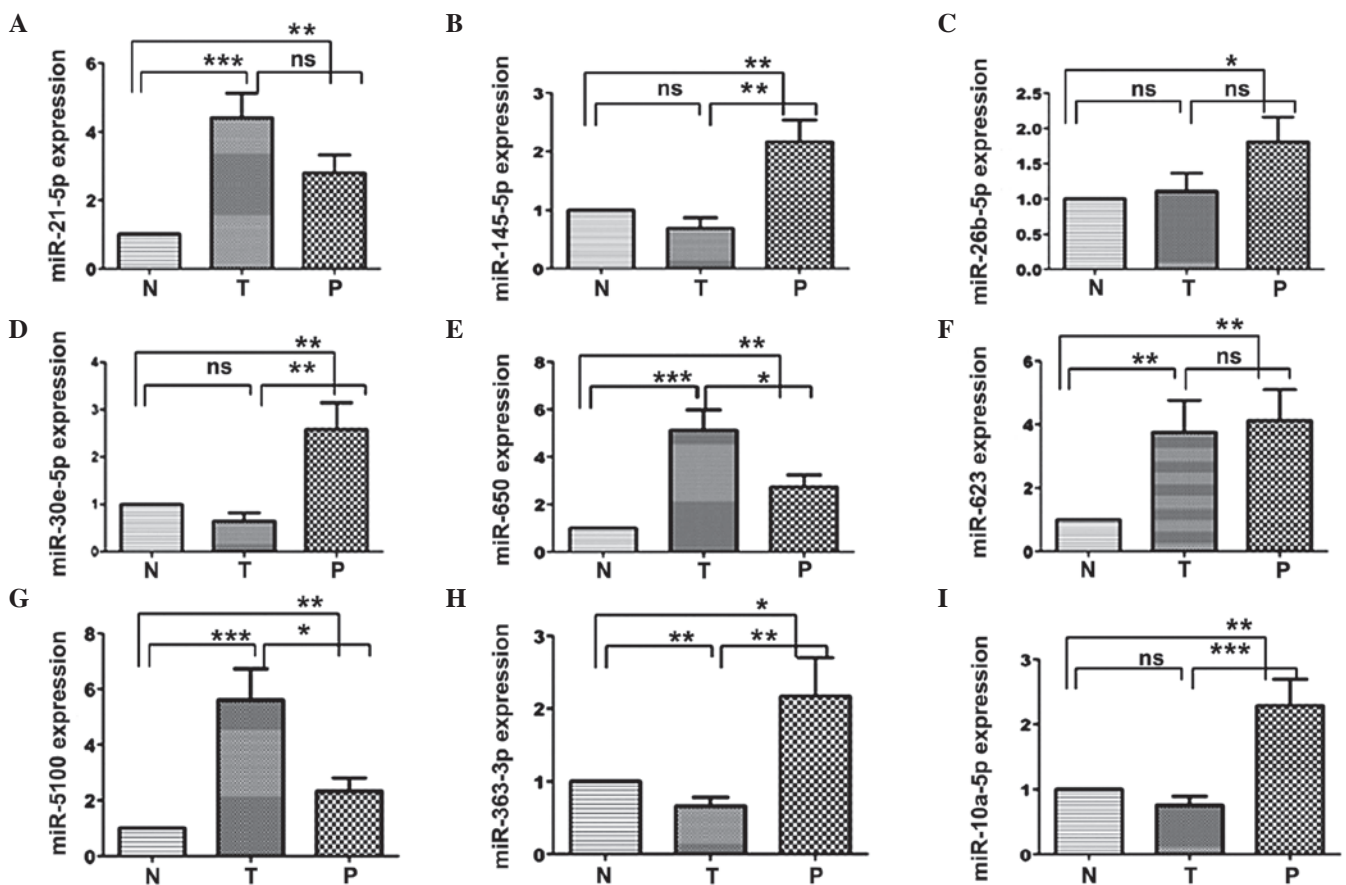 A
miR-21-5p expression
6
4
2
0
**
***
ns
N T P
B
miR-145-5p expression
3
2
1
0
**
ns
**
N T P
C
miR-26b-5p expression
2.5
2.0
1.5
1.0
0.5
0.0
*
ns
ns
N T P
D
miR-30e-5p expression
4
3
2
1
0
**
ns
**
N T P
E
miR-650 expression
8
6
4
2
0
**
***
*
N T P
F
miR-623 expression
6
4
2
0
**
**
ns
N T P
G
miR-5100 expression
8
6
4
2
0
**
***
*
N T P
H
miR-363-3p expression
3
2
1
0
*
**
**
N T P
I
miR-10a-5p expression
3
2
1
0
**
ns
***
N T P